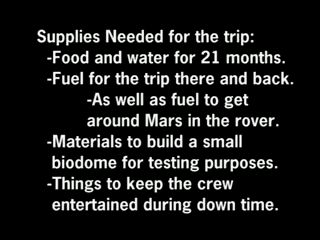 Supplies Needed for the trip:
-Food and water for 21 months.
-Fuel for the trip there and back.
-As well as fuel to get
around Mars in the rover.
-Materials to build a small
biodome for testing purposes.
-Things to keep the crew
entertained during down time.